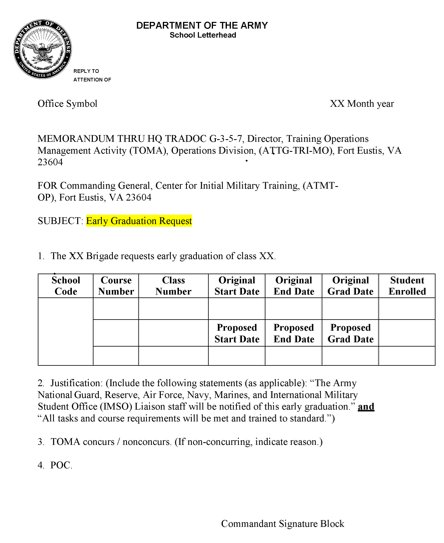 DEPARTMENT OF THE ARMY
School Letterhead
REPLY TO
ATTENTION OF
Office Symbol XX Month year
MEMORANDUM THRU HQ TRADOC G-3-5-7, Director, Training Operations
Management Activity (TOMA), Operations Division, (ATTG-TRI-MO), Fort Eustis, VA
23604
FOR Commanding General, Center for Initial Military Training, (ATMT-
OP), Fort Eustis, VA 23604
SUBJECT: Early Graduation Request
1. The XX Brigade requests early graduation of class XX.
School Code Course Number Class Number Original Start Date Original End Date Original Grad Date Student Enrolled
Proposed Start Date Proposed End Date Proposed Grad Date
2. Justification: (Include the following statements (as applicable): “The Army
National Guard, Reserve, Air Force, Navy, Marines, and International Military
Student Office (IMSO) Liaison staff will be notified of this early graduation.” and
“All tasks and course requirements will be met and trained to standard.”)
3. TOMA concurs / nonconcurs. (If non-concurring, indicate reason.)
4. POC.
Commandant Signature Block